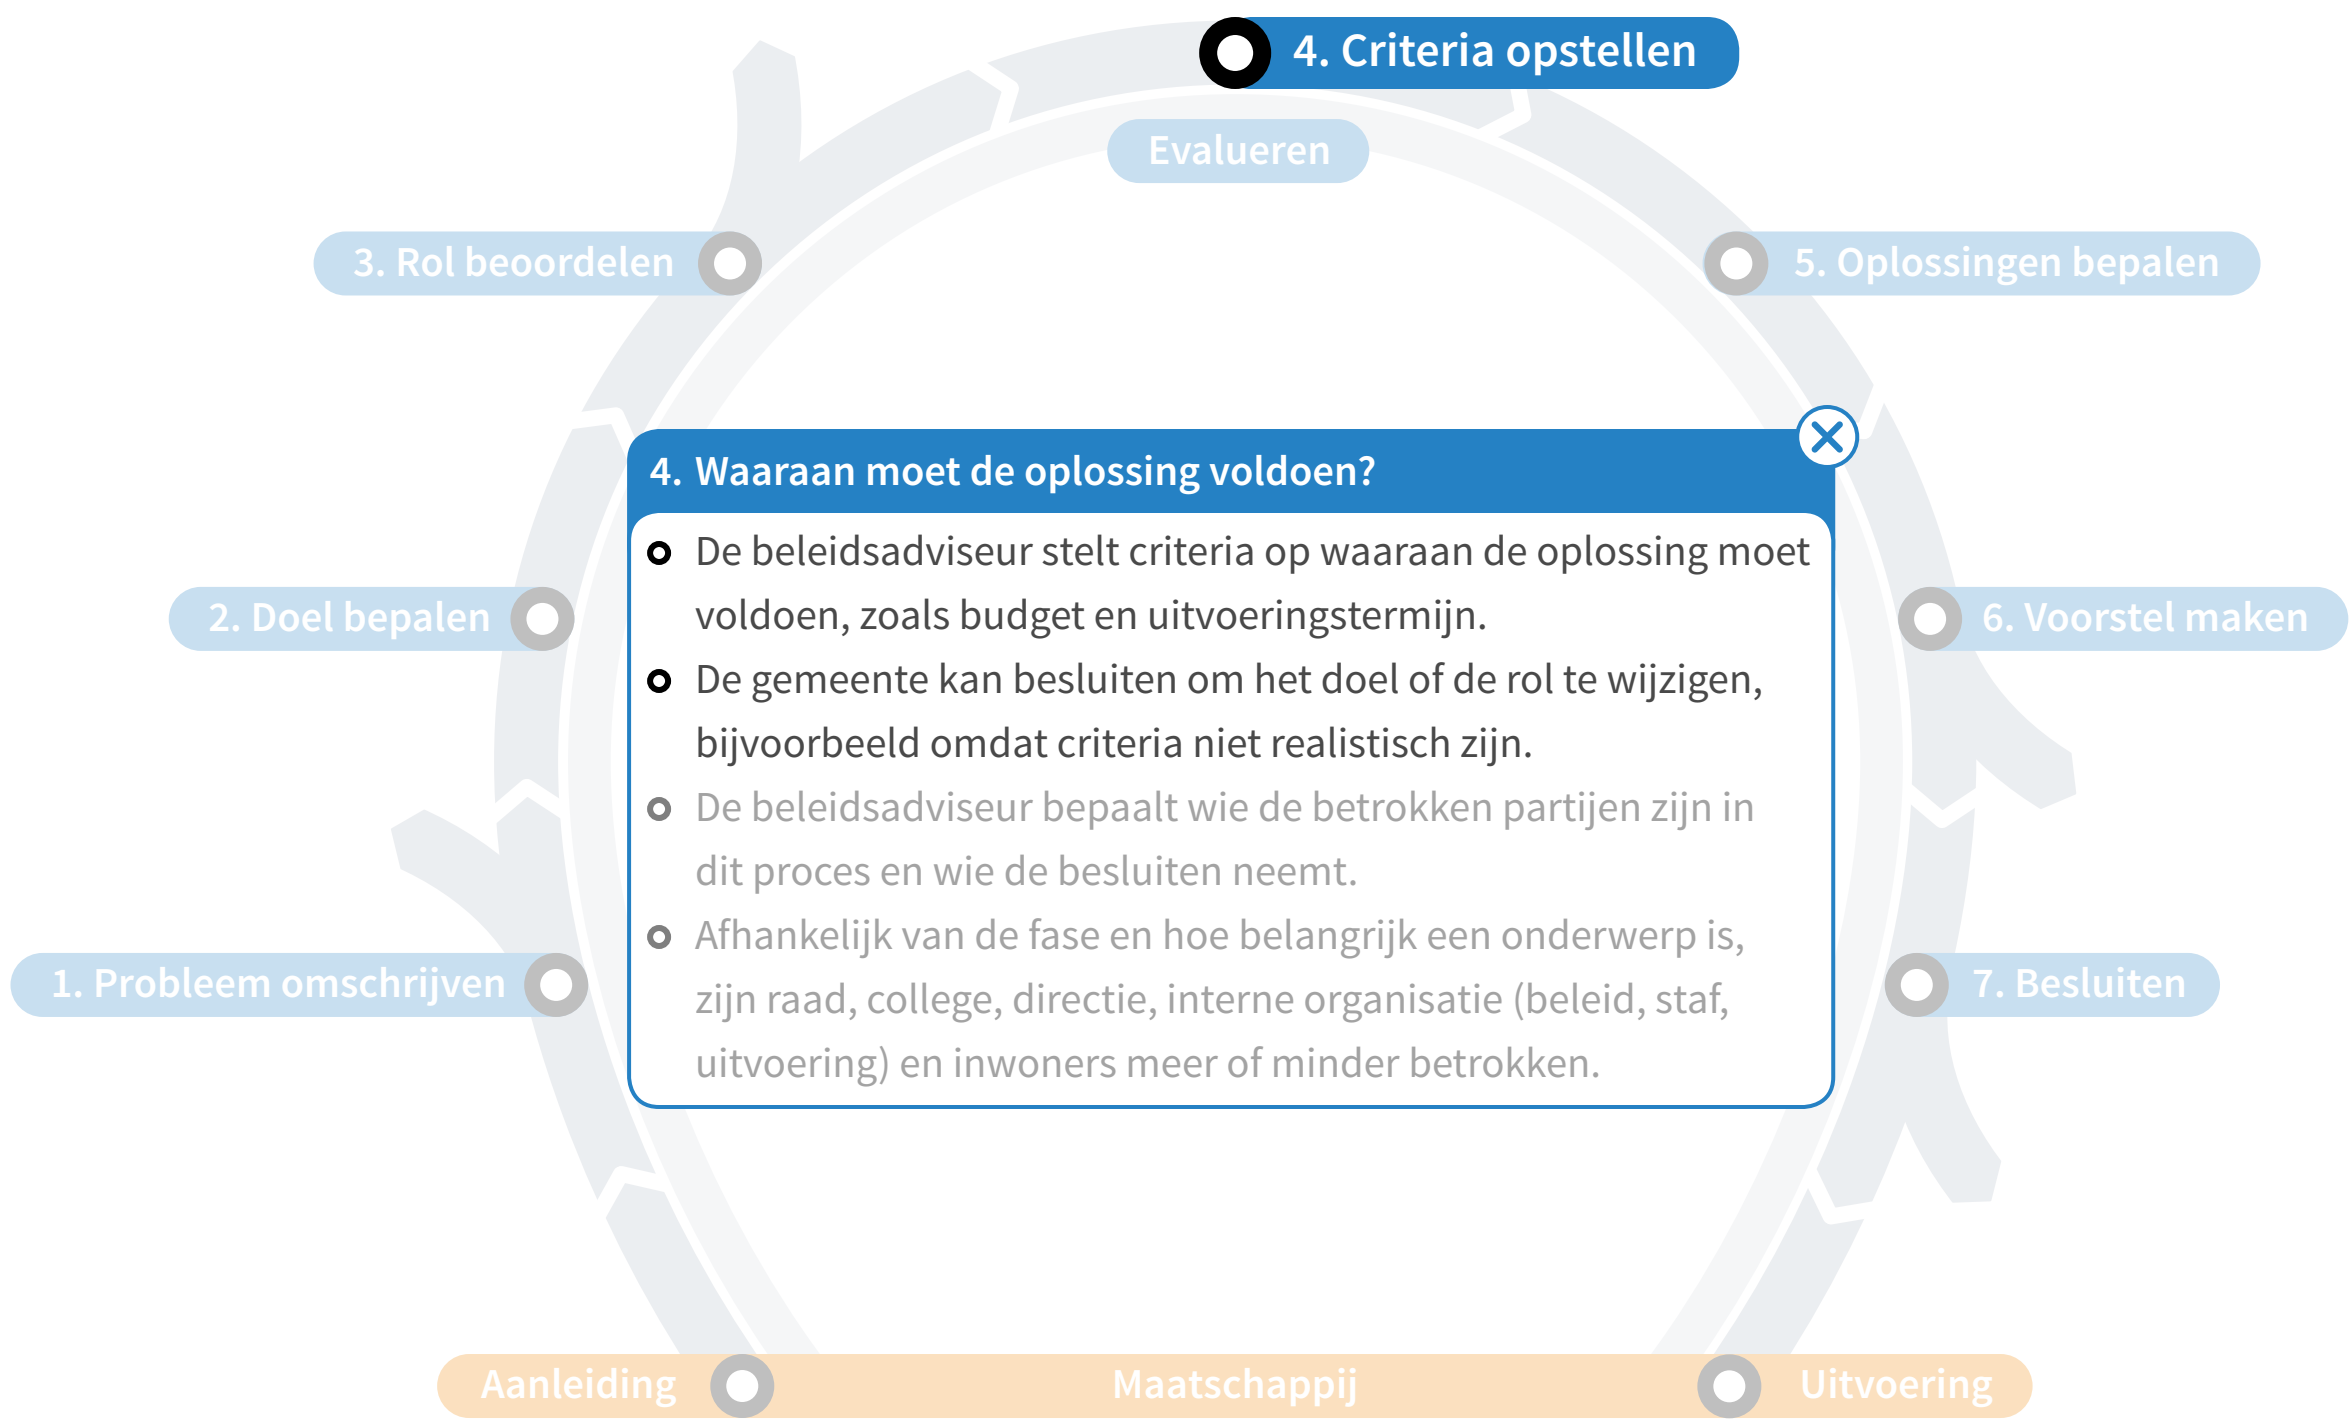 4. Criteria opstellen
Evalueren
3. Rol beoordelen
5. Oplossingen bepalen
4. Waaraan moet de oplossing voldoen?
De beleidsadviseur stelt criteria op waaraan de oplossing moet
voldoen, zoals budget en uitvoeringstermijn.
De gemeente kan besluiten om het doel of de rol te wijzigen,
bijvoorbeeld omdat criteria niet realistisch zijn.
De beleidsadviseur bepaalt wie de betrokken partijen zijn in
dit proces en wie de besluiten neemt.
Afhankelijk van de fase en hoe belangrijk een onderwerp is,
zijn raad, college, directie, interne organisatie (beleid, staf,
uitvoering) en inwoners meer of minder betrokken.
2. Doel bepalen
6. Voorstel maken
1. Probleem omschrijven
7. Besluiten
Aanleiding
Maatschappij
Uitvoering